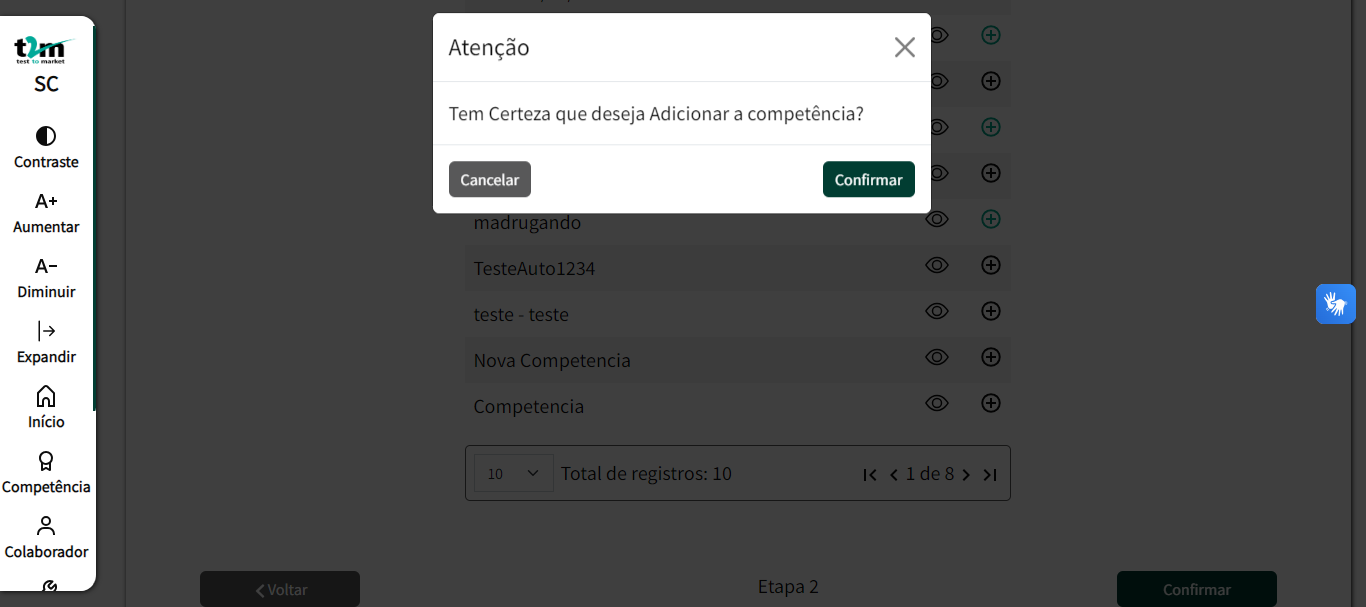 t2m
test to market
SC
Contraste
A+
Aumentar
A-
Diminuir
Expandir
Início
Competência
Colaborador
Atenção
Tem Certeza que deseja Adicionar a competência?
Cancelar
Confirmar
madrugando
TesteAuto1234
teste - teste
Nova Competencia
Competencia
10
Total de registros: 10
1 de 8
Voltar
Etapa 2
Confirmar